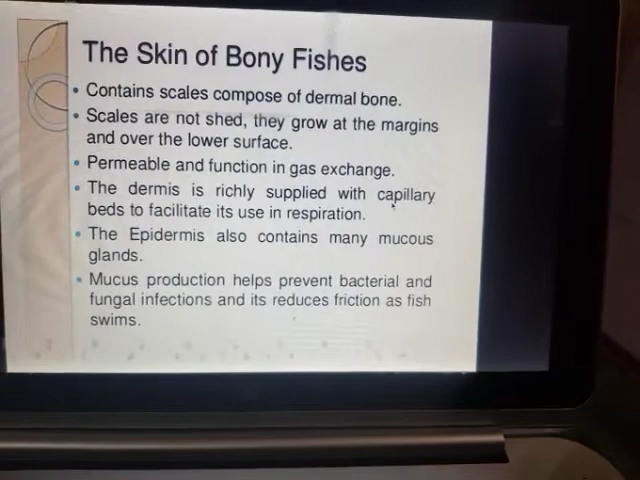 The Skin of Bony Fishes
• Contains scales compose of dermal bone.
• Scales are not shed, they grow at the margins
and over the lower surface.
• Permeable and function in gas exchange.
• The dermis is richly supplied with capillary
beds to facilitate its use in respiration.
• The Epidermis also contains many mucous
glands.
• Mucus production helps prevent bacterial and
fungal infections and its reduces friction as fish
swims.